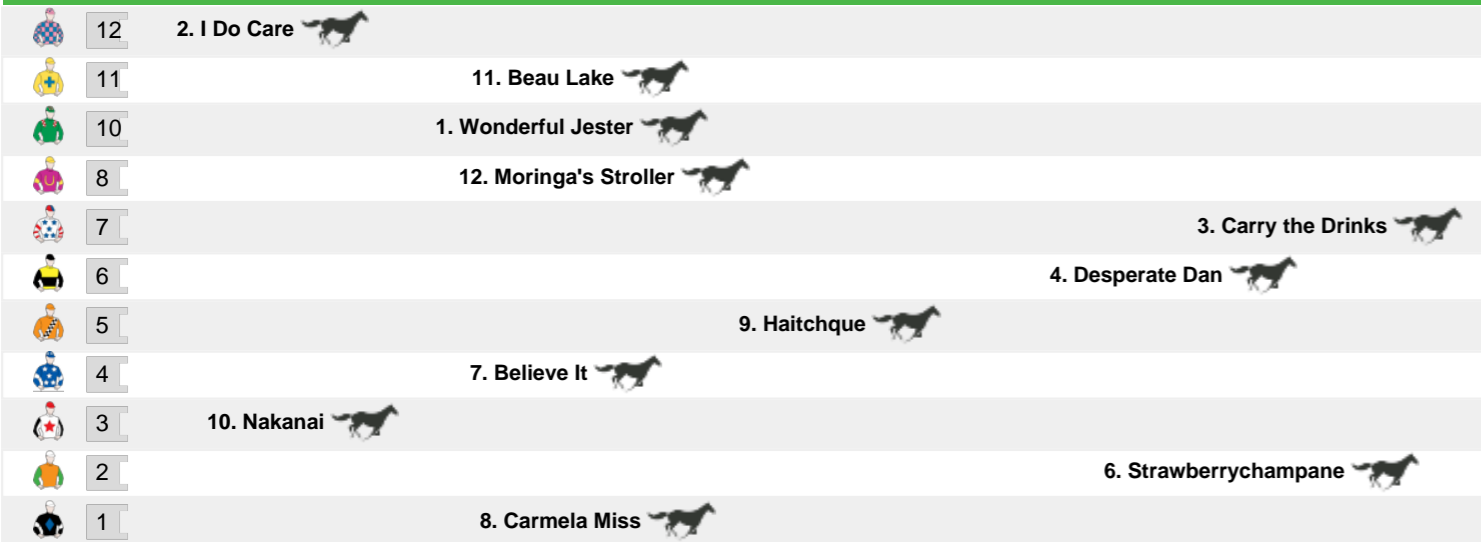 12 2. I Do Care
11 11. Beau Lake
10 1. Wonderful Jester
8 12. Moringa's Stroller
7 3. Carry the Drinks
6 4. Desperate Dan
5 9. Haitchque
4 7. Believe It
3 10. Nakanai
2 6. Strawberrychampane
1 8. Carmela Miss